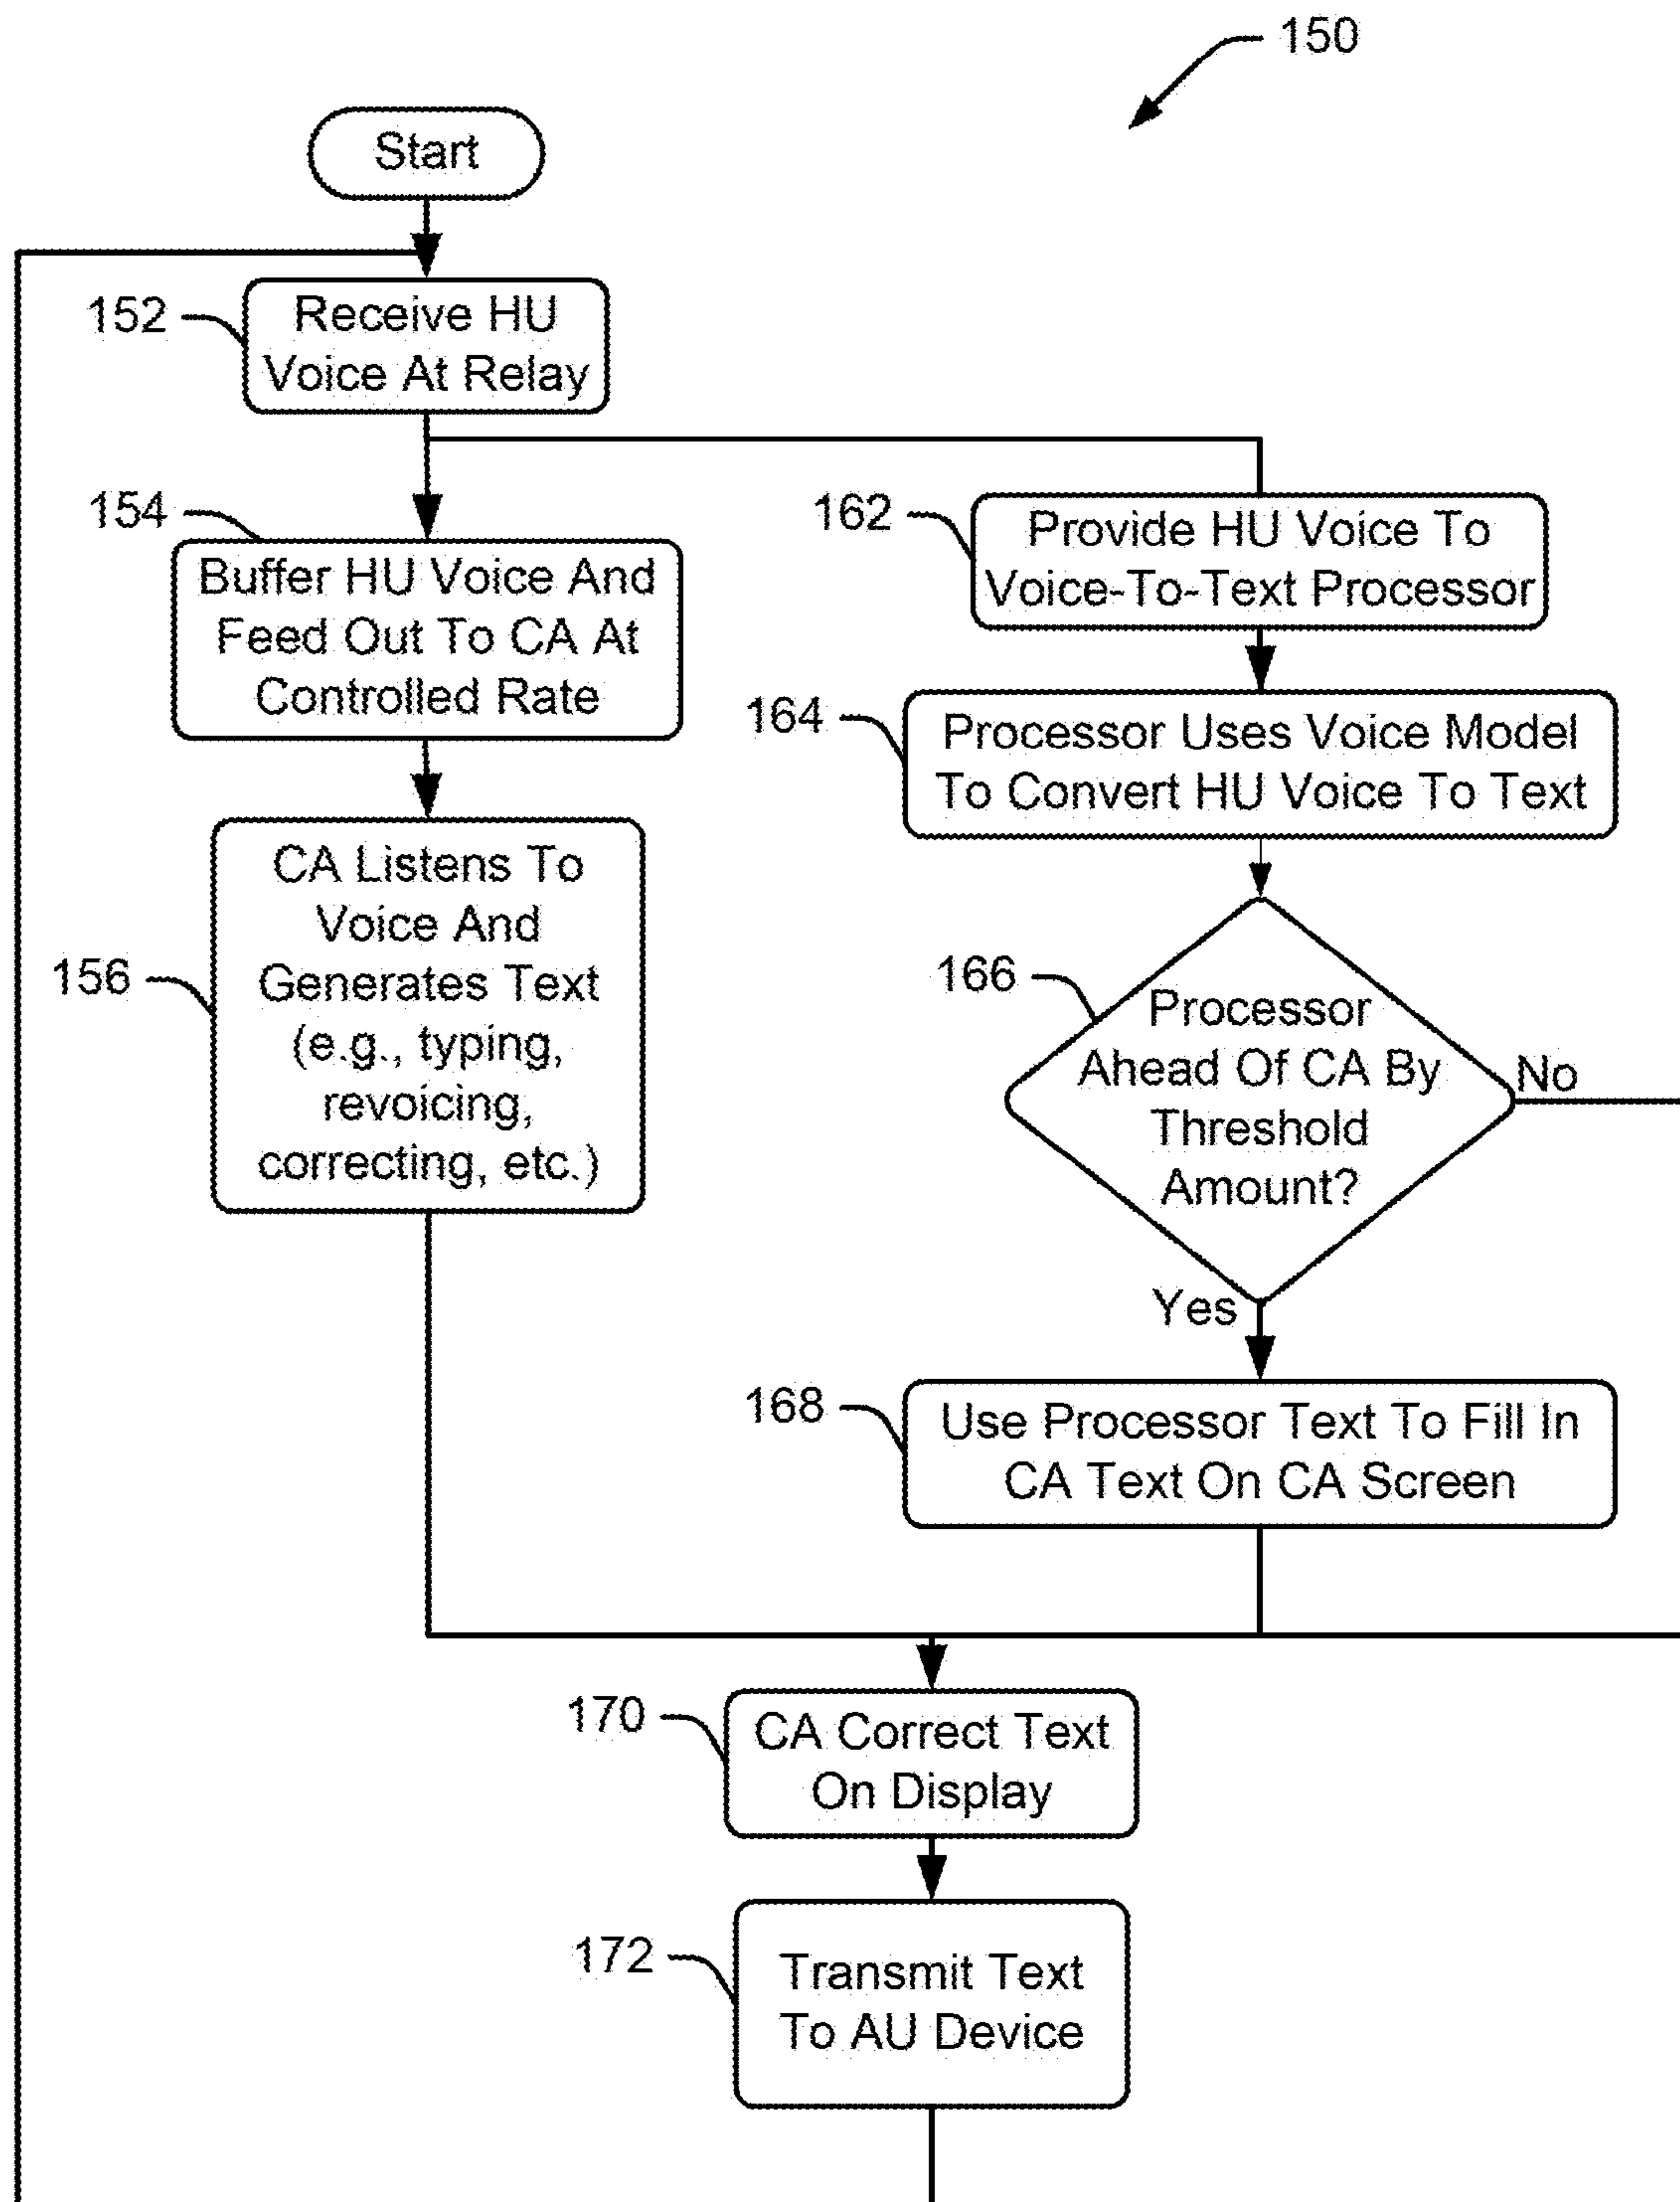 150
Start
152
Receive HU
Voice At Relay
154
Buffer HU Voice And
Feed Out To CA At
Controlled Rate
162
Provide HU Voice To
Voice-To-Text Processor
164
Processor Uses Voice Model
To Convert HU Voice To Text
156
CA Listens To
Voice And
Generates Text
(e.g., typing,
revoicing,
correcting, etc.)
166
Processor
Ahead Of CA By
Threshold
Amount?
No
Yes
168
Use Processor Text To Fill In
CA Text On CA Screen
170
CA Correct Text
On Display
172
Transmit Text
To AU Device